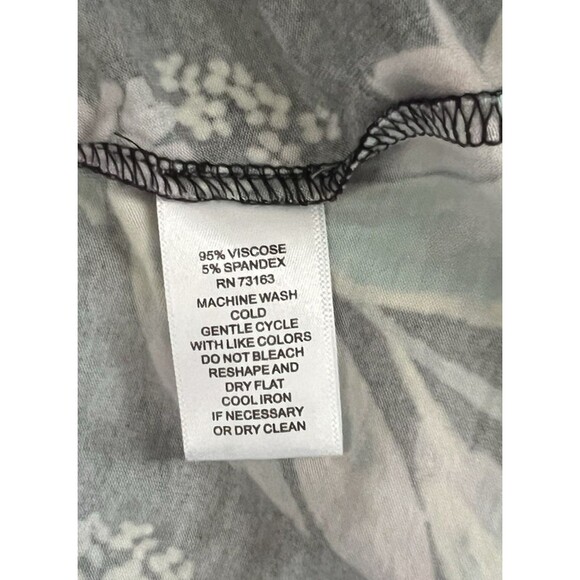 95% VISCOSE
5% SPANDEX
RN 73163
MACHINE WASH
COLD
GENTLE CYCLE
WITH LIKE COLORS
DO NOT BLEACH
RESHAPE AND
DRY FLAT
COOL IRON
IF NECESSARY
OR DRY CLEAN